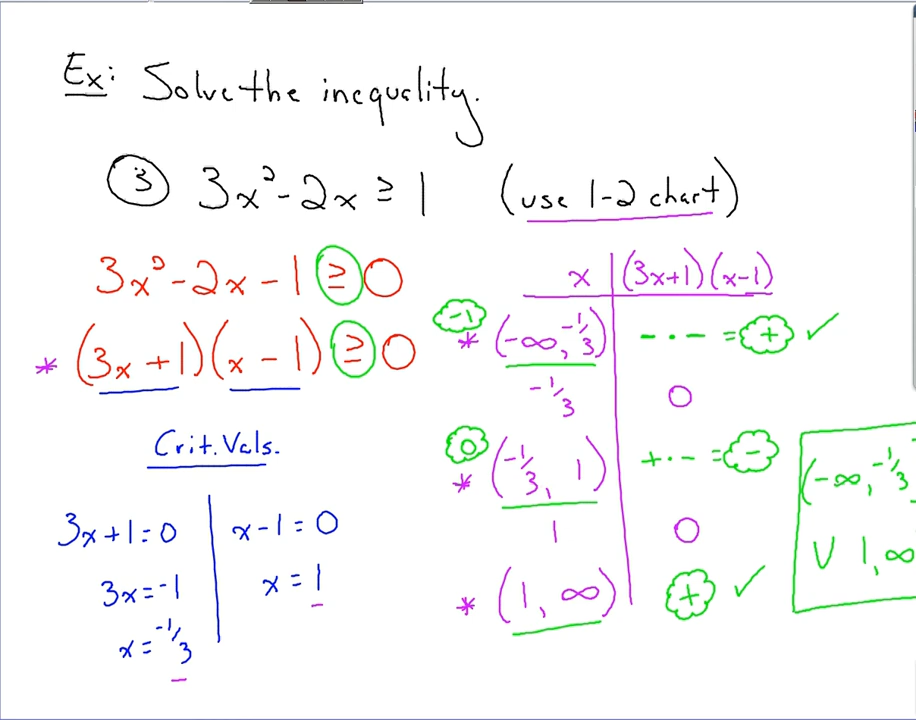 Ex: Solve the inequality.
③ 3x² - 2x ≥ 1 (use 1-2 chart)
3x² - 2x - 1 ≥ 0
* (3x + 1)(x - 1) ≥ 0
Crit. Vals.
3x+1=0
3x=-1
x=-1/3
x-1=0
x=1
x | (3x+1)(x-1)
-1 * (-∞, -1/3) - · - = + ✓
-1/3 0
0 * (-1/3, 1) + · - = -
1 0
* (1, ∞) + ✓
(-∞, -1/3
∪ 1, ∞